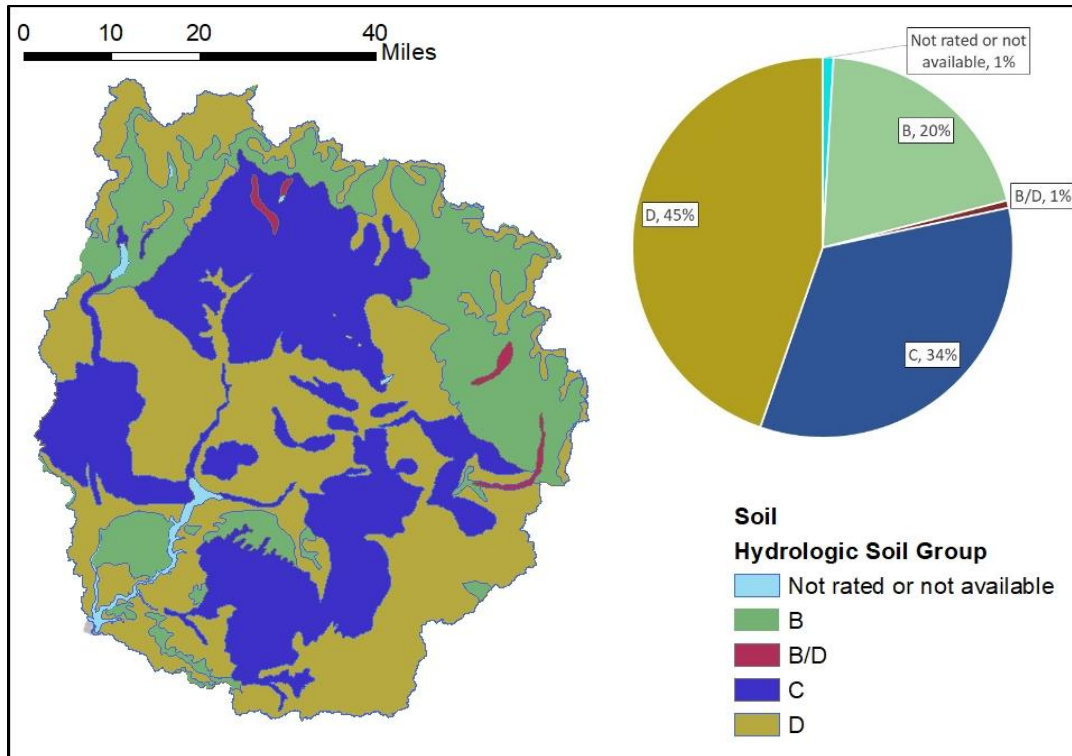 0 10 20 40
Miles
Not rated or not
available, 1%
B, 20%
B/D, 1%
D, 45%
C, 34%
Soil
Hydrologic Soil Group
Not rated or not available
B
B/D
C
D